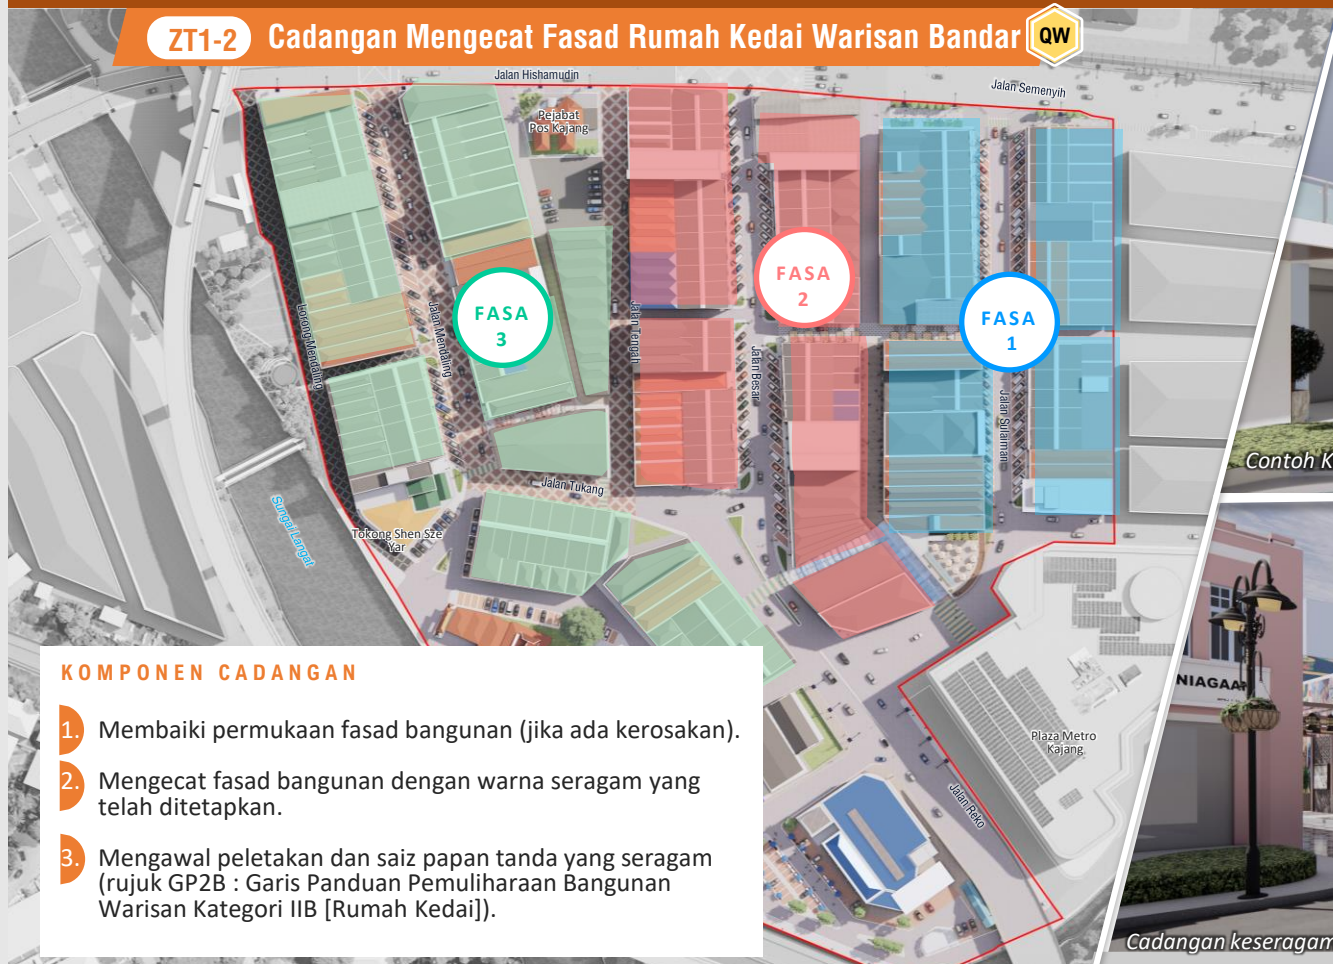 ZT1-2 Cadangan Mengecat Fasad Rumah Kedai Warisan Bandar QW
Jalan Hishamudin
Jalan Semenyih
Pejabat
Pos Kajang
FASA
2
FASA
3
FASA
1
Lorong Mendaling
Jalan Mendaling
Jalan Tengah
Jalan Besar
Jalan Sulaiman
Contoh K
Jalan Tukang
Sungai Langat
Tokong Shen Sze
Yar
KOMPONEN CADANGAN
1. Membaiki permukaan fasad bangunan (jika ada kerosakan).
2. Mengecat fasad bangunan dengan warna seragam yang
telah ditetapkan.
3. Mengawal peletakan dan saiz papan tanda yang seragam
(rujuk GP2B : Garis Panduan Pemuliharaan Bangunan
Warisan Kategori IIB [Rumah Kedai]).
NIAGAAN
Plaza Metro
Kajang
Jalan Reko
Cadangan keseragam